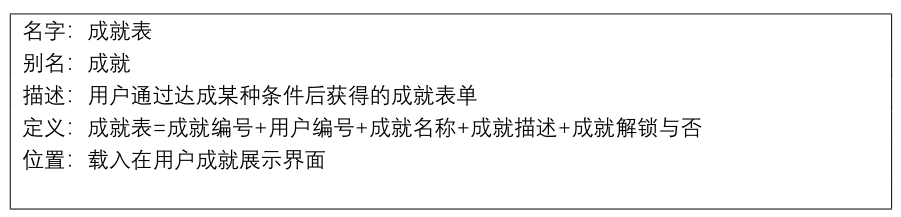 名字：成就表
别名：成就
描述：用户通过达成某种条件后获得的成就表单
定义：成就表=成就编号+用户编号+成就名称+成就描述+成就解锁与否
位置：载入在用户成就展示界面